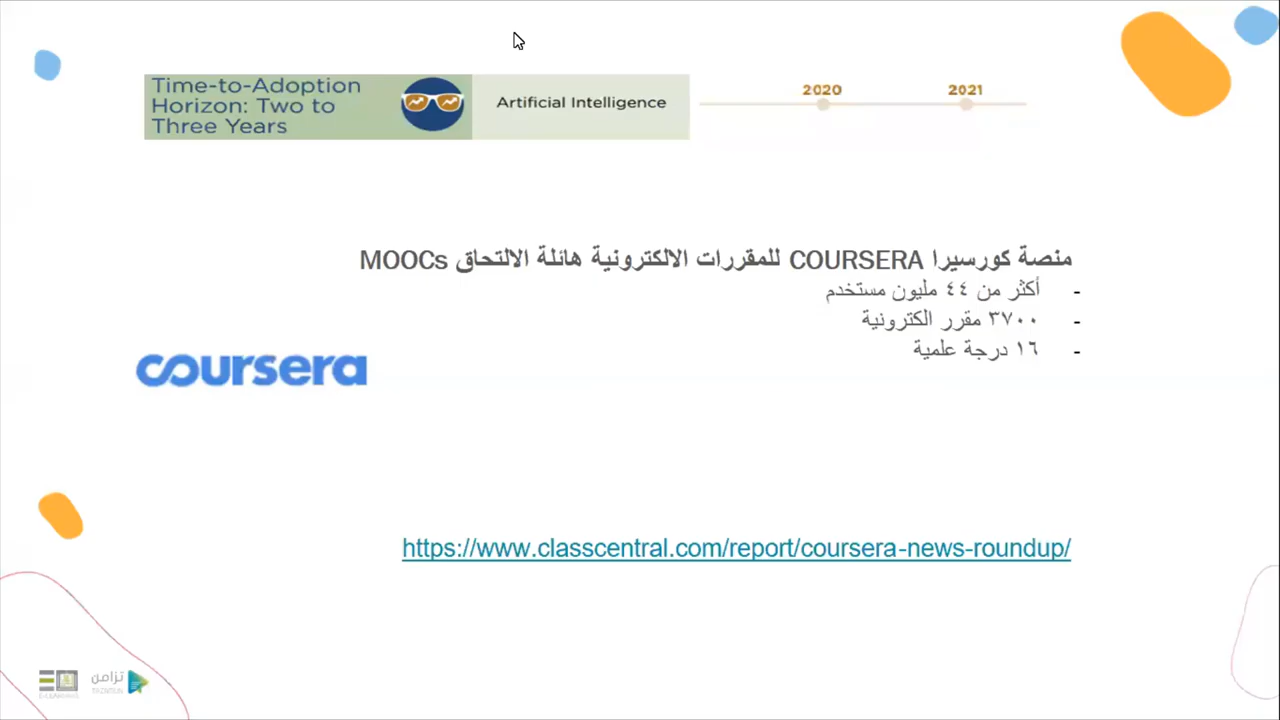 Time-to-Adoption
Horizon: Two to
Three Years
Artificial Intelligence
2020
2021
منصة كورسيرا COURSERA للمقررات الالكترونية هائلة الالتحاق MOOCs
- أكثر من ٤٤ مليون مستخدم
- ٣٧٠٠ مقرر الكترونية
- ١٦ درجة علمية
coursera
https://www.classcentral.com/report/coursera-news-roundup/
تزامن
TAZMUN
E-LEARNING